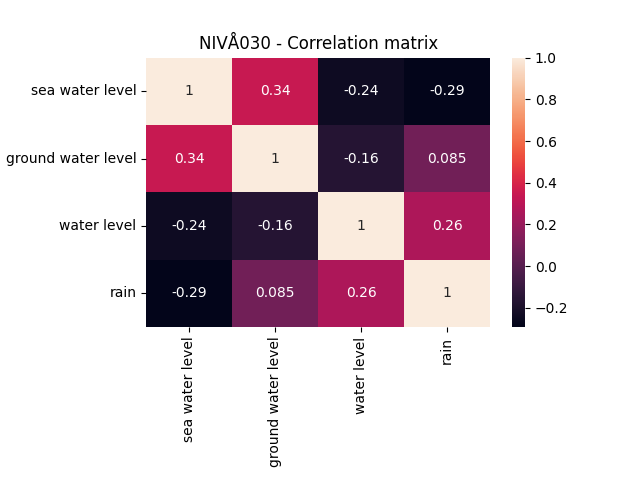 NIVÅ030 - Correlation matrix
sea water level 1 0.34 -0.24 -0.29
ground water level 0.34 1 -0.16 0.085
water level -0.24 -0.16 1 0.26
rain -0.29 0.085 0.26 1
sea water level
ground water level
water level
rain
1.0
0.8
0.6
0.4
0.2
0.0
−0.2